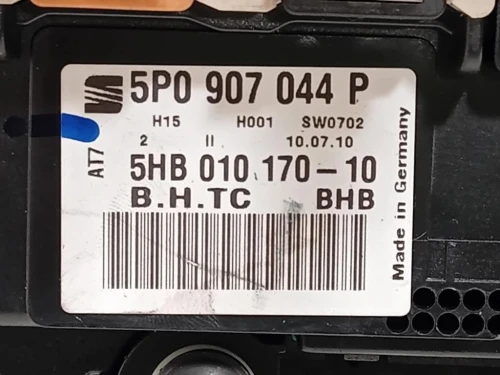 5P0 907 044 P
H15 H001 SW0702
2 II 10.07.10
AT7
5HB 010 170-10
B.H.TC BHB
Made in Germany